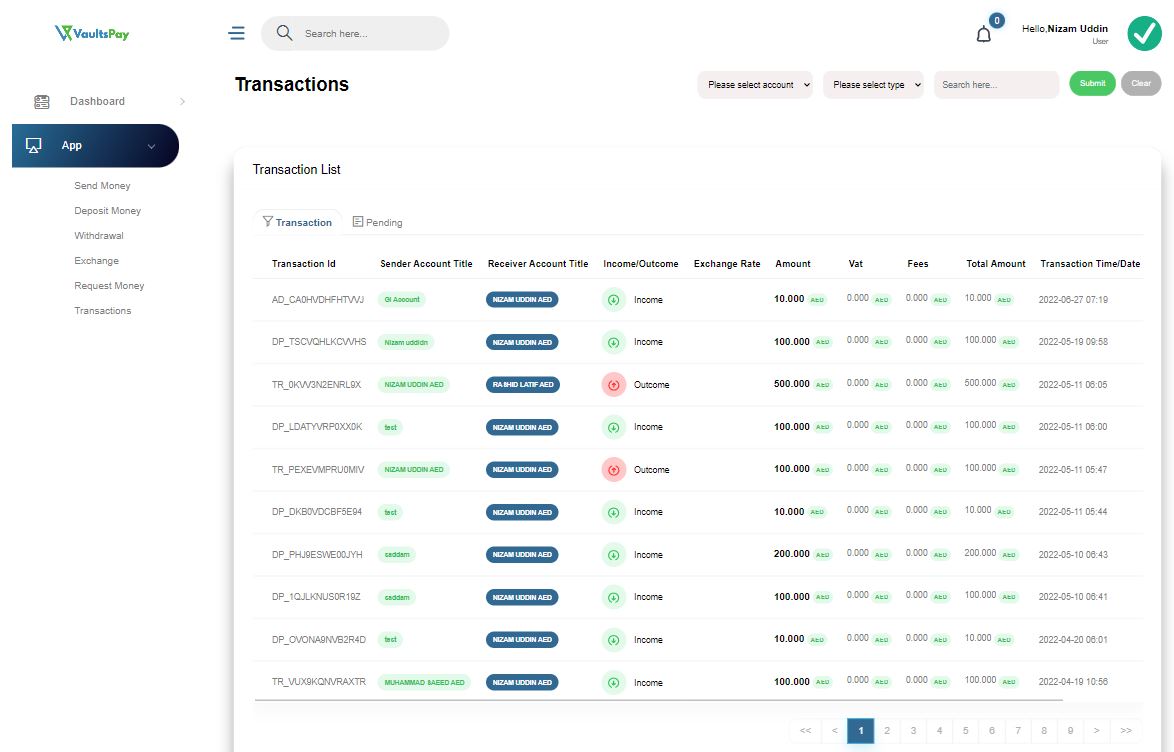 VaultsPay
Search here...
0
Hello,Nizam Uddin
User
Transactions
Please select account
Please select type
Search here...
Submit
Clear
Dashboard
App
Send Money
Deposit Money
Withdrawal
Exchange
Request Money
Transactions
Transaction List
Transaction Pending
Transaction Id Sender Account Title Receiver Account Title Income/Outcome Exchange Rate Amount Vat Fees Total Amount Transaction Time/Date
AD_CA0HVDHFHTVVJ GI Account NIZAM UDDIN AED Income 10.000 AED 0.000 AED 0.000 AED 10.000 AED 2022-06-27 07:19
DP_TSCVQHLKCVVHS Nizam uddidn NIZAM UDDIN AED Income 100.000 AED 0.000 AED 0.000 AED 100.000 AED 2022-05-19 09:58
TR_0KVV3N2ENRL9X NIZAM UDDIN AED RASHID LATIF AED Outcome 500.000 AED 0.000 AED 0.000 AED 500.000 AED 2022-05-11 06:05
DP_LDATYVRP0XX0K test NIZAM UDDIN AED Income 100.000 AED 0.000 AED 0.000 AED 100.000 AED 2022-05-11 06:00
TR_PEXEVMPRU0MIV NIZAM UDDIN AED NIZAM UDDIN AED Outcome 100.000 AED 0.000 AED 0.000 AED 100.000 AED 2022-05-11 05:47
DP_DKB0VDCBF5E94 test NIZAM UDDIN AED Income 10.000 AED 0.000 AED 0.000 AED 10.000 AED 2022-05-11 05:44
DP_PHJ9ESWE00JYH saddam NIZAM UDDIN AED Income 200.000 AED 0.000 AED 0.000 AED 200.000 AED 2022-05-10 06:43
DP_1QJLKNUS0R19Z saddam NIZAM UDDIN AED Income 100.000 AED 0.000 AED 0.000 AED 100.000 AED 2022-05-10 06:41
DP_OVONA9NVB2R4D test NIZAM UDDIN AED Income 10.000 AED 0.000 AED 0.000 AED 10.000 AED 2022-04-20 06:01
TR_VUX9KQNVRAXTR MUHAMMAD SAEED AED NIZAM UDDIN AED Income 100.000 AED 0.000 AED 0.000 AED 100.000 AED 2022-04-19 10:56
<< < 1 2 3 4 5 6 7 8 9 > >>